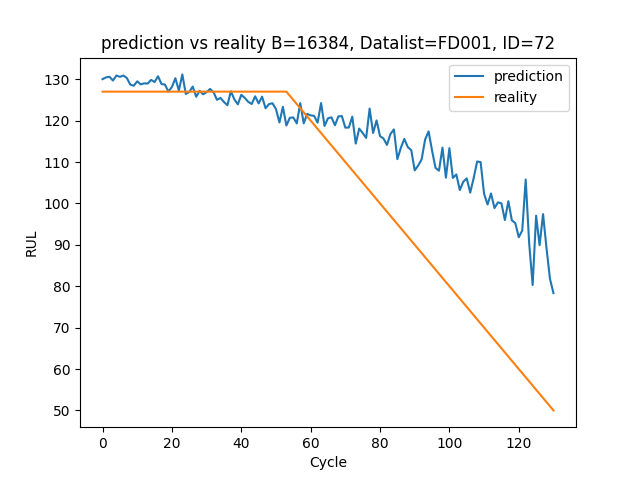 prediction vs reality B=16384, Datalist=FD001, ID=72
prediction
reality
RUL
130
120
110
100
90
80
70
60
50
0 20 40 60 80 100 120
Cycle